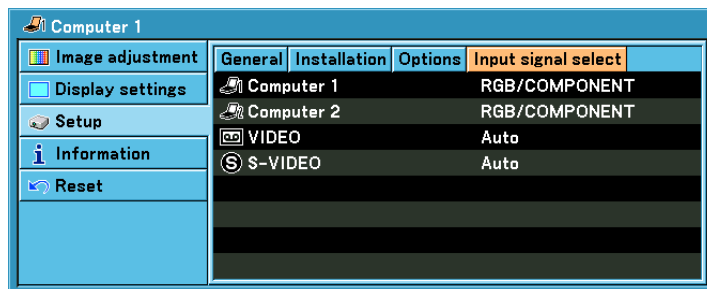 Computer 1
Image adjustment
Display settings
Setup
Information
Reset
General Installation Options Input signal select
Computer 1 RGB/COMPONENT
Computer 2 RGB/COMPONENT
VIDEO Auto
S S-VIDEO Auto